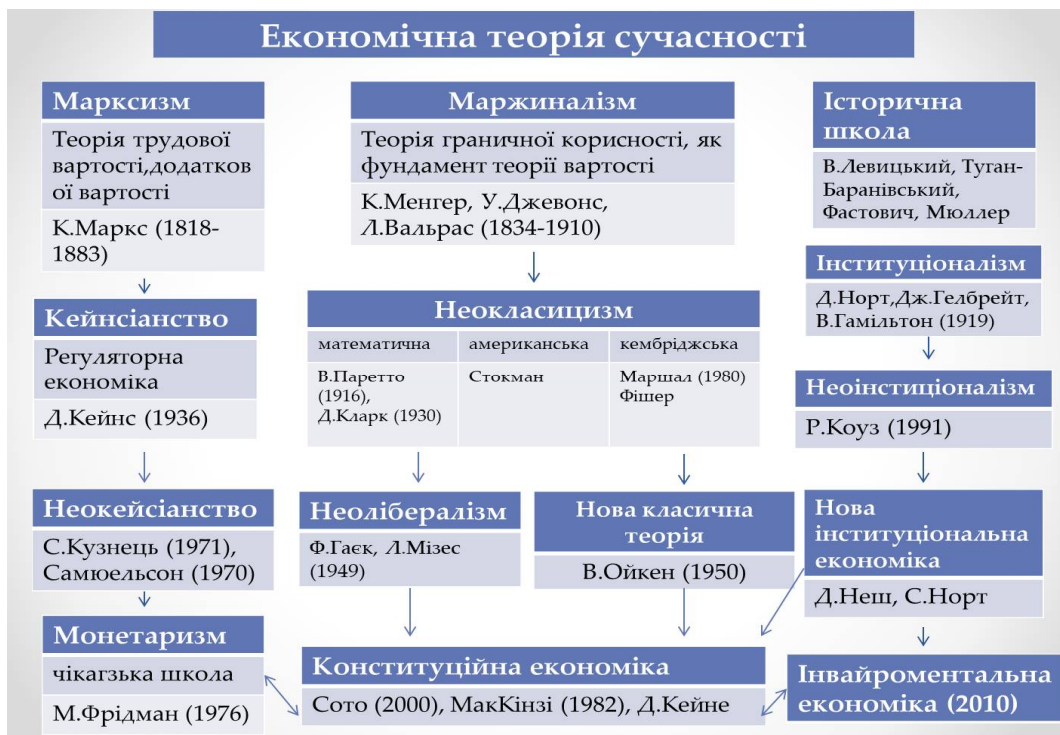 Економічна теорія сучасності
Марксизм
Теорія трудової
вартості,додатков
ої вартості
К.Маркс (1818-
1883)
Кейнсіанство
Регуляторна
економіка
Д.Кейнс (1936)
Неокейсіанство
С.Кузнець (1971),
Самюельсон (1970)
Монетаризм
чікагзька школа
М.Фрідман (1976)
Маржиналізм
Теорія граничної корисності, як
фундамент теорії вартості
К.Менгер, У.Джевонс,
Л.Вальрас (1834-1910)
Неокласицизм
математична
американська
кембріджська
В.Паретто
(1916),
Д.Кларк (1930)
Стокман
Маршал (1980)
Фішер
Неолібералізм
Ф.Гаєк, Л.Мізес
(1949)
Нова класична
теорія
В.Ойкен (1950)
Конституційна економіка
Сото (2000), МакКінзі (1982), Д.Кейне
Історична
школа
В.Левицький, Туган-
Баранівський,
Фастович, Мюллер
Інституціоналізм
Д.Норт,Дж.Гелбрейт,
В.Гамільтон (1919)
Неоінстиціоналізм
Р.Коуз (1991)
Нова
інституціональна
економіка
Д.Неш, С.Норт
Інвайроментальна
економіка (2010)